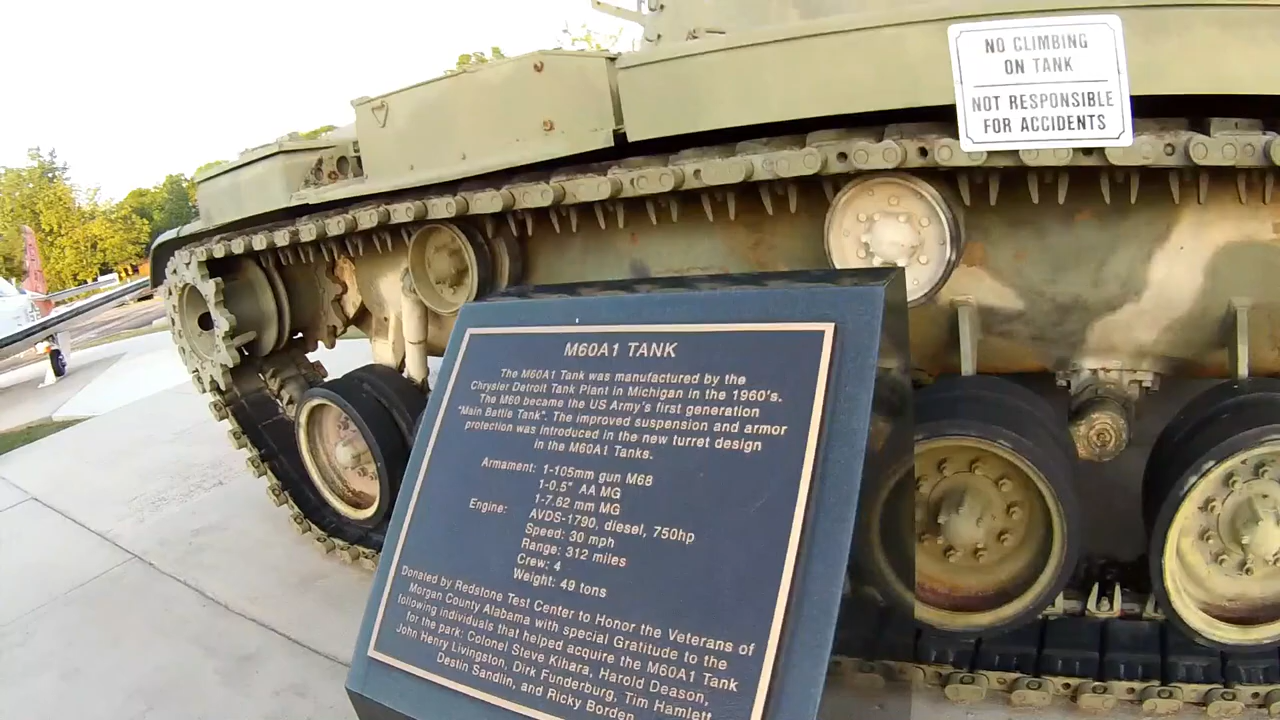 NO CLIMBING
ON TANK
NOT RESPONSIBLE
FOR ACCIDENTS
M60A1 TANK
The M60A1 Tank was manufactured by the
Chrysler Detroit Tank Plant in Michigan in the 1960's.
The M60 became the US Army's first generation
"Main Battle Tank". The improved suspension and armor
protection was introduced in the new turret design
in the M60A1 Tanks.
Armament: 1-105mm gun M68
1-0.5" AA MG
1-7.62 mm MG
Engine: AVDS-1790, diesel, 750hp
Speed: 30 mph
Range: 312 miles
Crew: 4
Weight: 49 tons
Donated by Redstone Test Center to Honor the Veterans of
Morgan County Alabama with special Gratitude to the
following individuals that helped acquire the M60A1 Tank
for the park: Colonel Steve Kihara, Harold Deason,
John Henry Livingston, Dirk Funderburg, Tim Hamlett
Destin Sandlin, and Ricky Borden